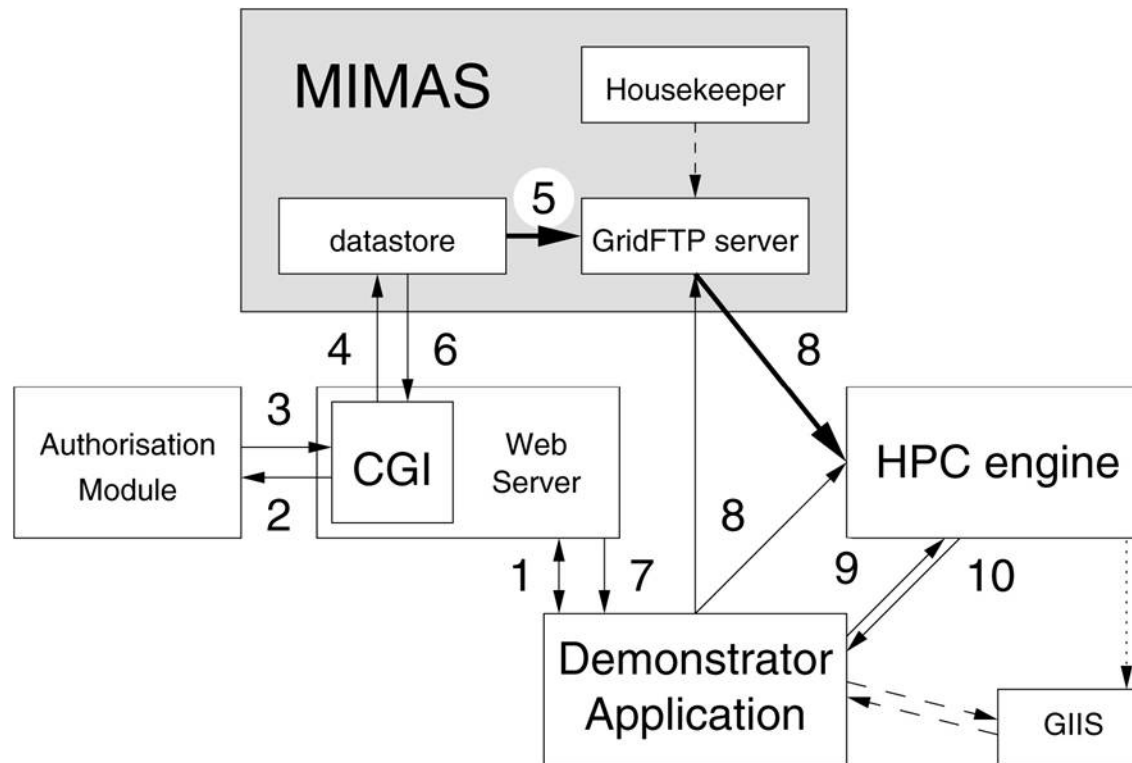 MIMAS
Housekeeper
5
datastore
GridFTP server
4
6
8
3
Authorisation
Module
CGI
Web
Server
HPC engine
2
8
1
7
9
10
Demonstrator
Application
GIIS